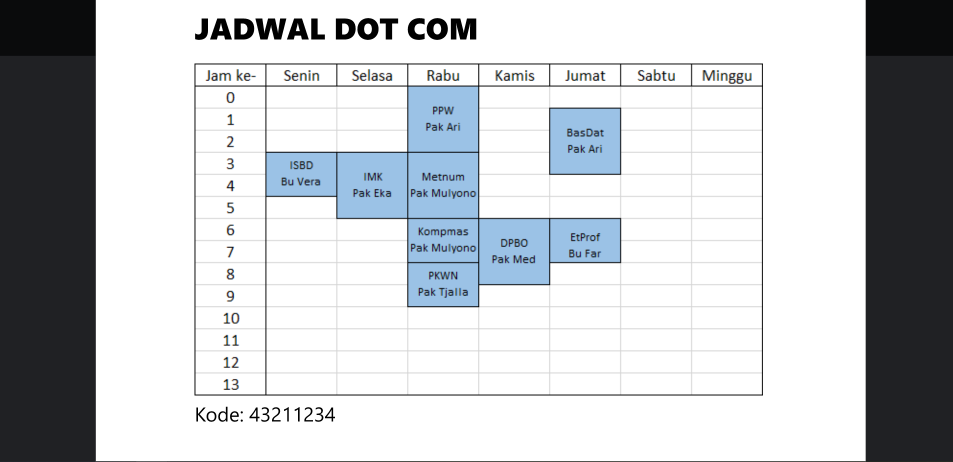 JADWAL DOT COM
Jam ke- Senin Selasa Rabu Kamis Jumat Sabtu Minggu
0
PPW
1
Pak Ari
BasDat
2
Pak Ari
3 ISBD IMK Metnum
4 Bu Vera Pak Eka Pak Mulyono
5
6 Kompmas DPBO EtProf
7 Pak Mulyono Pak Med Bu Far
8 PKWN
9 Pak Tjalla
10
11
12
13
Kode: 43211234